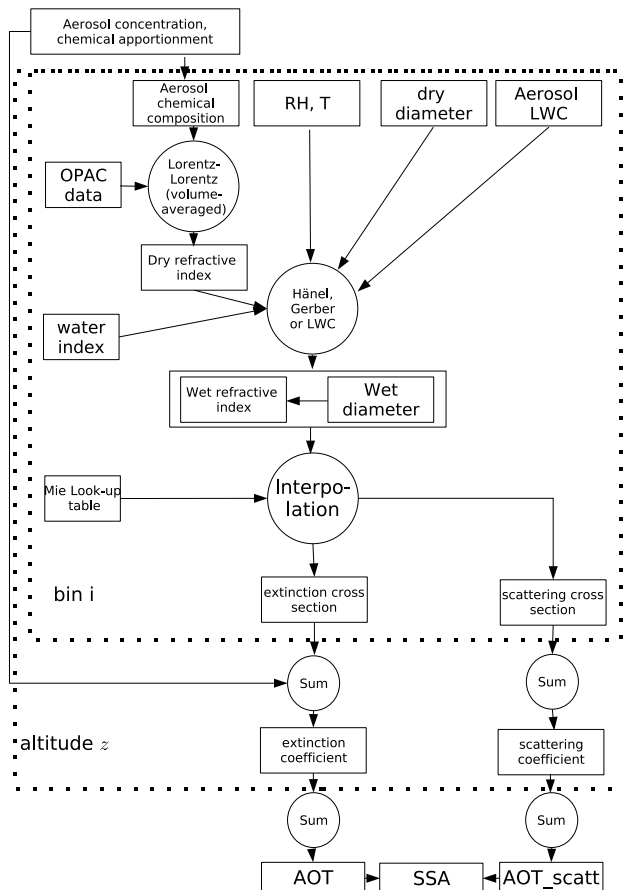 Aerosol concentration,
chemical apportionment
Aerosol
chemical
composition
RH, T
dry
diameter
Aerosol
LWC
OPAC
data
Lorentz-
Lorentz
(volume-
averaged)
Dry refractive
index
Hänel,
Gerber
or LWC
water
index
Wet refractive
index
Wet
diameter
Mie Look-up
table
Interpo-
lation
bin i
extinction cross
section
scattering cross
section
Sum
Sum
altitude z
extinction
coefficient
scattering
coefficient
Sum
Sum
AOT
SSA
AOT_scatt